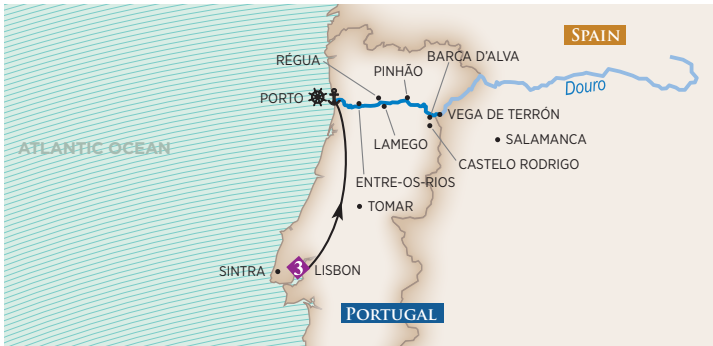 SPAIN
BARCA D'ALVA
RÉGUA
PINHÃO
Douro
PORTO
VEGA DE TERRÓN
SALAMANCA
LAMEGO
ATLANTIC OCEAN
CASTELO RODRIGO
ENTRE-OS-RIOS
TOMAR
SINTRA
3
LISBON
PORTUGAL